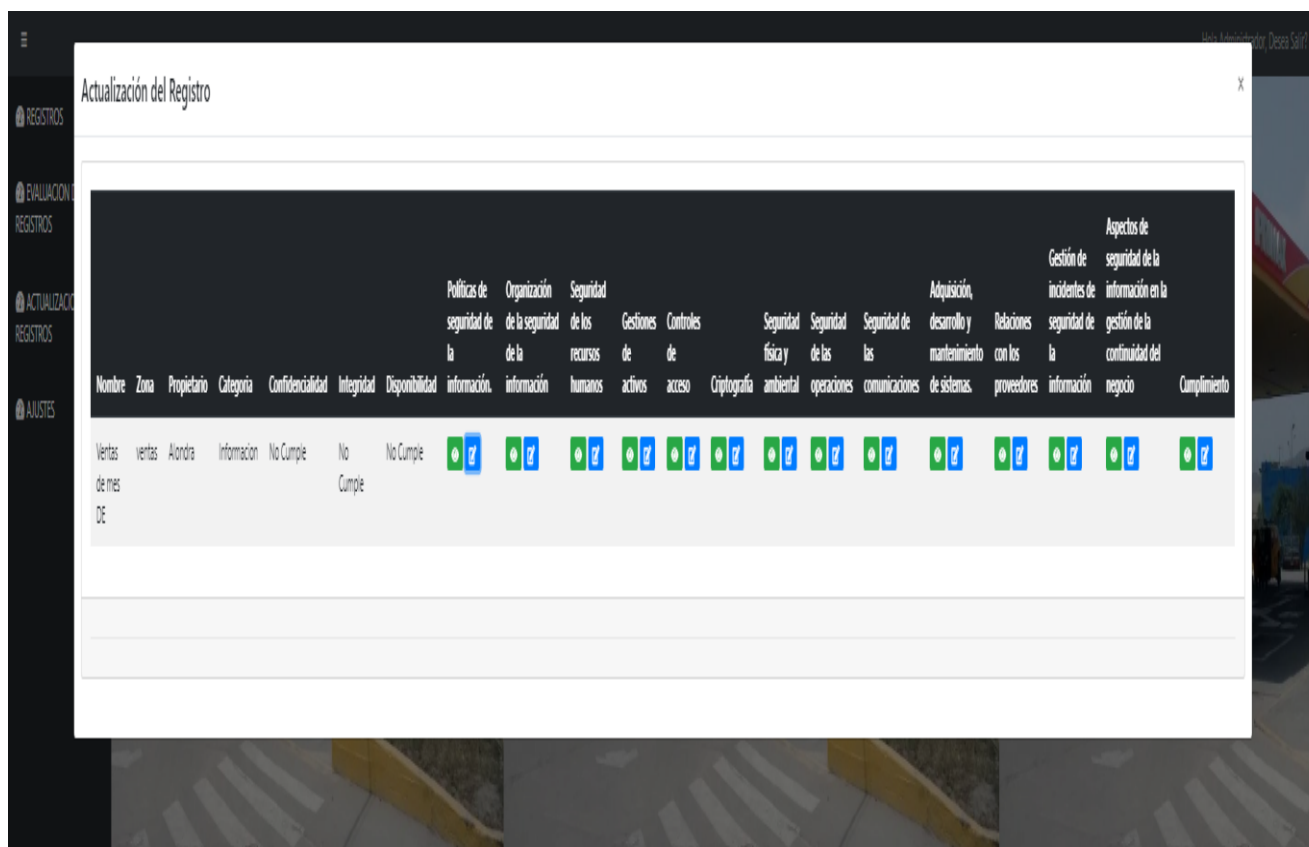 Hola Administrador, Desea Salir?
Actualización del Registro
X
REGISTROS
EVALUACION D
REGISTROS
ACTUALIZACIO
REGISTROS
AJUSTES
Nombre
Zona
Propietario
Categoria
Confidencialidad
Integridad
Disponibilidad
Políticas de
seguridad de
la
información.
Organización
de la seguridad
de la
información
Seguridad
de los
recursos
humanos
Gestiones
de
activos
Controles
de
acceso
Criptografía
Seguridad
física y
ambiental
Seguridad
de las
operaciones
Seguridad de
las
comunicaciones
Adquisición,
desarrollo y
mantenimiento
de sistemas.
Relaciones
con los
proveedores
Gestión de
incidentes de
seguridad de
la
información
Aspectos de
seguridad de la
información en la
gestión de la
continuidad del
negocio
Cumplimiento
Ventas
de mes
DE
ventas
Alondra
Informacion
No Cumple
No
Cumple
No Cumple